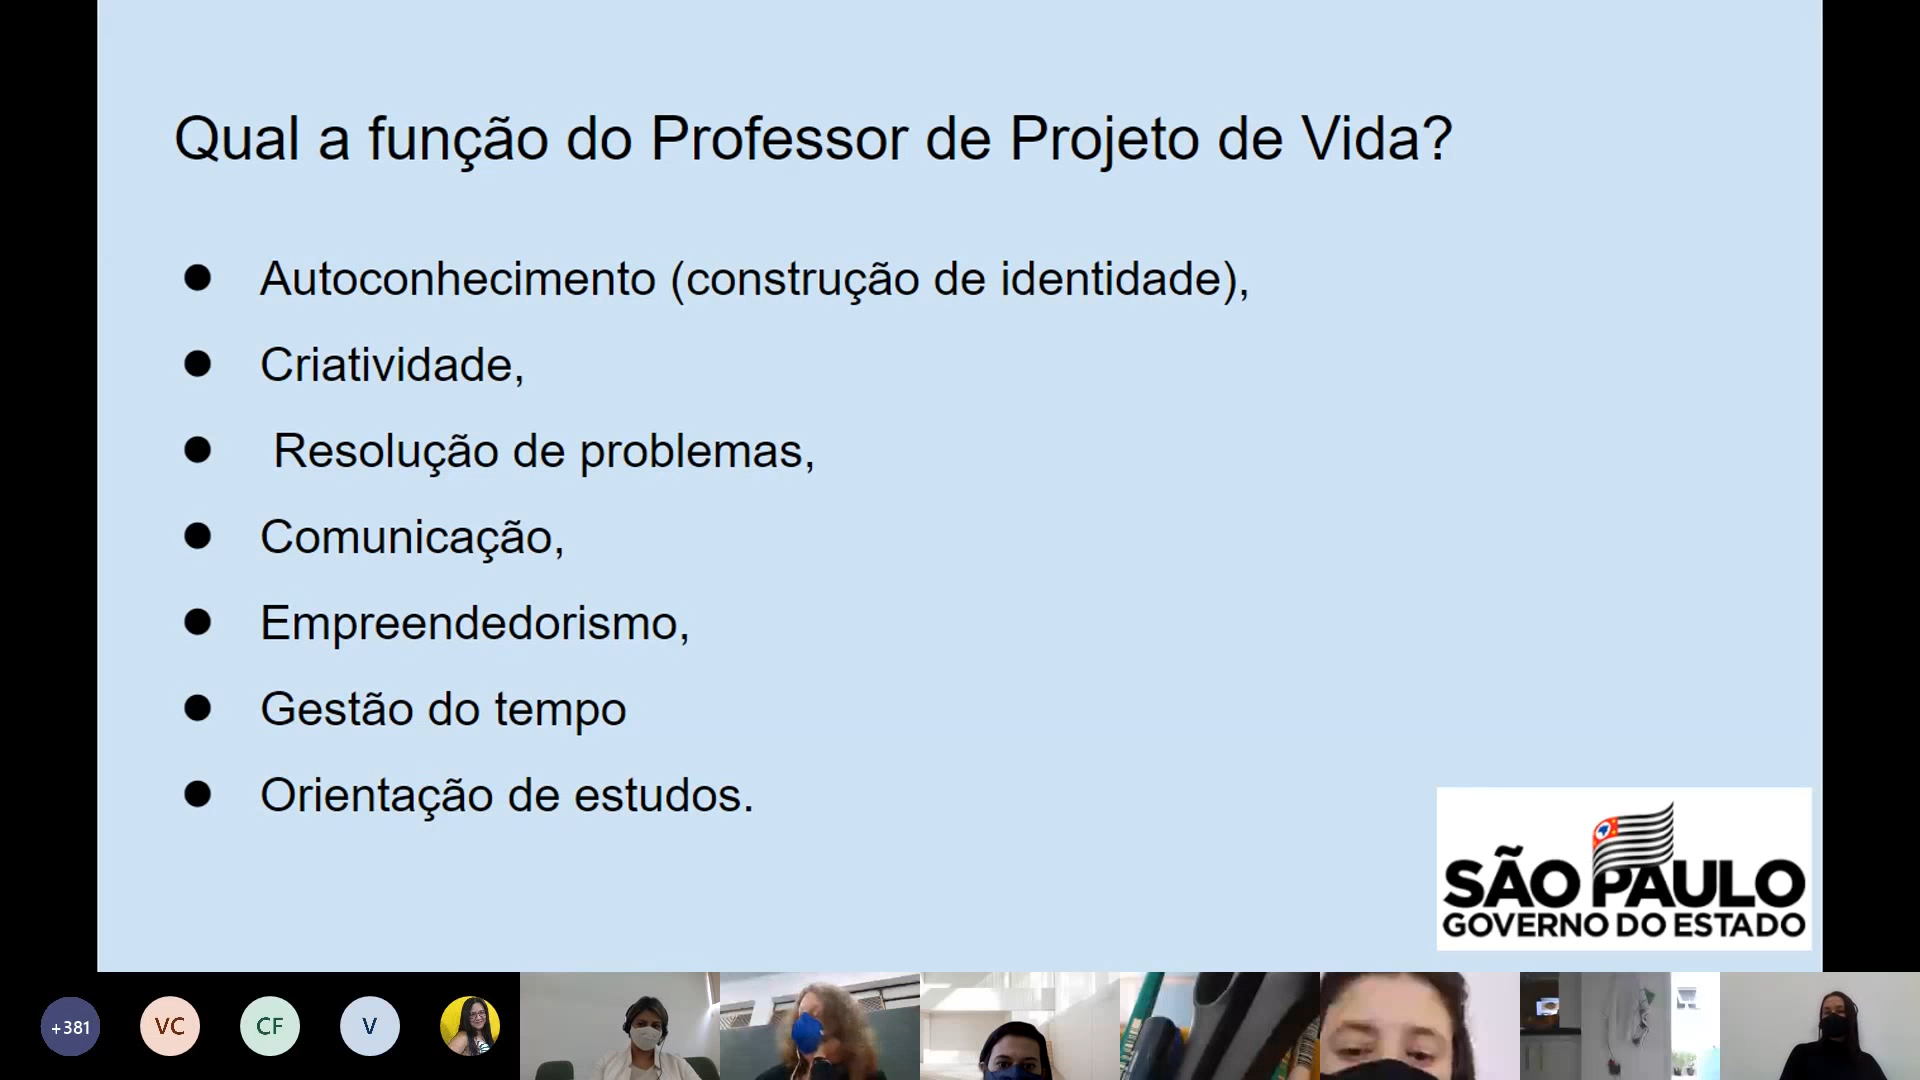 Qual a função do Professor de Projeto de Vida?
● Autoconhecimento (construção de identidade),
● Criatividade,
● Resolução de problemas,
● Comunicação,
● Empreendedorismo,
● Gestão do tempo
● Orientação de estudos.
SÃO PAULO
GOVERNO DO ESTADO
+381 VC CF V